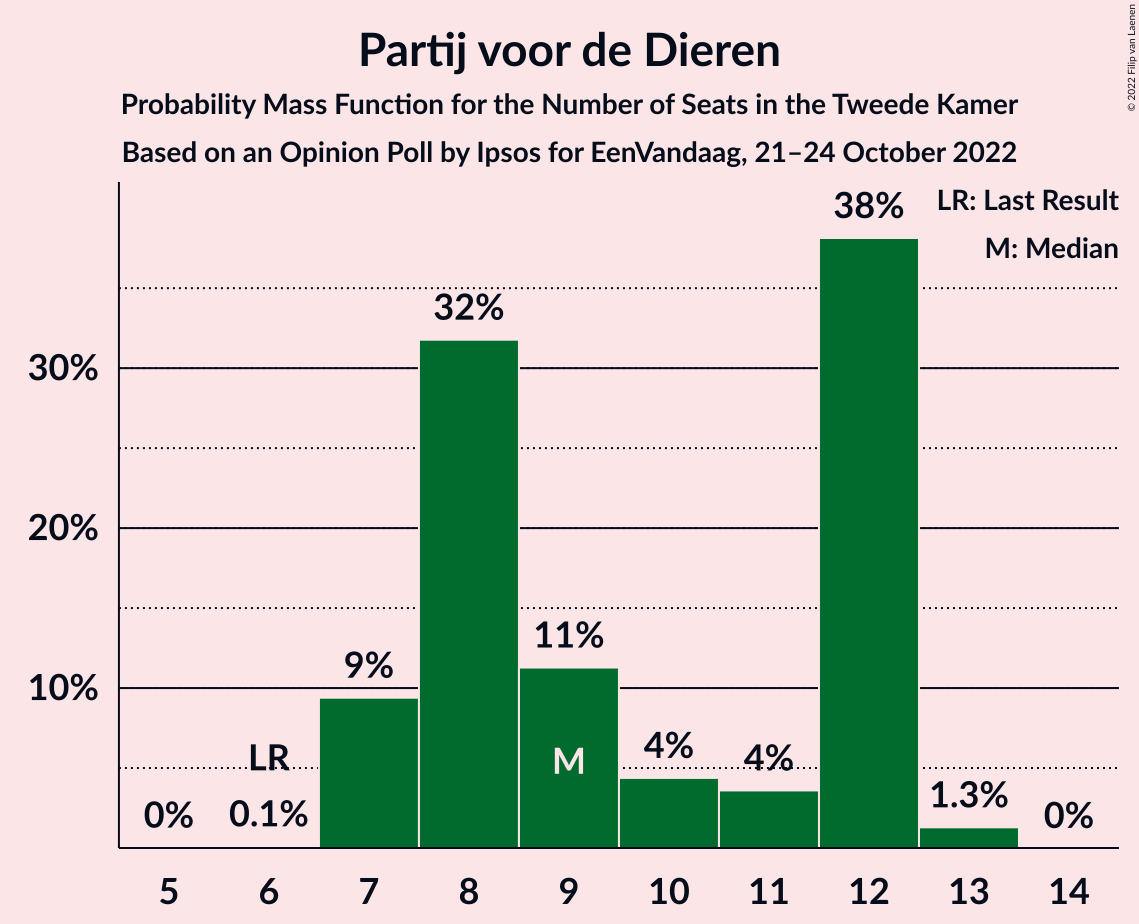 Partij voor de Dieren
Probability Mass Function for the Number of Seats in the Tweede Kamer
Based on an Opinion Poll by Ipsos for EenVandaag, 21–24 October 2022
© 2022 Filip van Laenen
LR: Last Result
M: Median
38%
32%
30%
20%
11%
9%
10%
LR
M
4%
4%
0%
0.1%
1.3%
0%
5 6 7 8 9 10 11 12 13 14